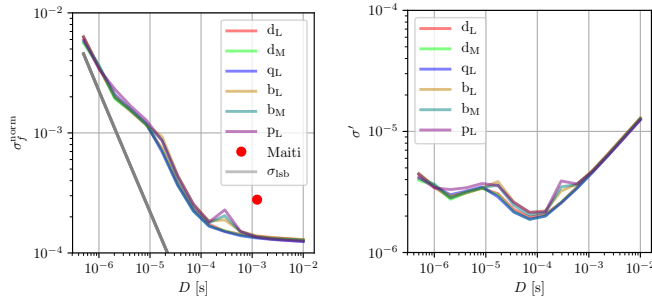 10⁻² 10⁻³ 10⁻⁴
σ_f^norm
d_L
d_M
q_L
b_L
b_M
p_L
Maiti
σ_lsb
10⁻⁶ 10⁻⁵ 10⁻⁴ 10⁻³ 10⁻²
D [s]
10⁻⁴ 10⁻⁵ 10⁻⁶
σ′
d_L
d_M
q_L
b_L
b_M
p_L
10⁻⁶ 10⁻⁵ 10⁻⁴ 10⁻³ 10⁻²
D [s]